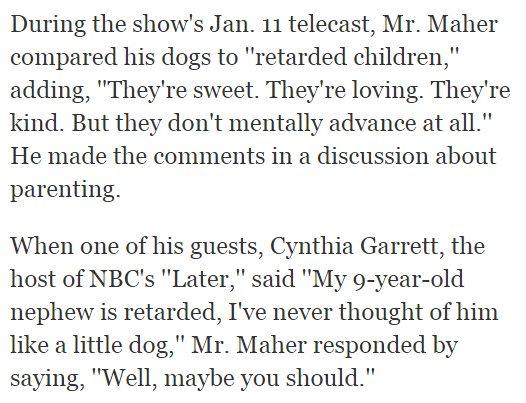 During the show's Jan. 11 telecast, Mr. Maher
compared his dogs to ''retarded children,''
adding, ''They're sweet. They're loving. They're
kind. But they don't mentally advance at all.''
He made the comments in a discussion about
parenting.
When one of his guests, Cynthia Garrett, the
host of NBC's ''Later,'' said ''My 9-year-old
nephew is retarded, I've never thought of him
like a little dog,'' Mr. Maher responded by
saying, ''Well, maybe you should.''